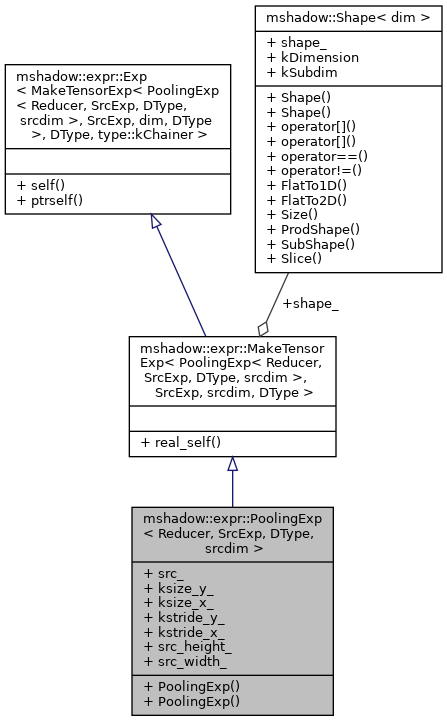 mshadow::Shape< dim >
+ shape_
+ kDimension
+ kSubdim
+ Shape()
+ Shape()
+ operator[]()
+ operator[]()
+ operator==()
+ operator!=()
+ FlatTo1D()
+ FlatTo2D()
+ Size()
+ ProdShape()
+ SubShape()
+ Slice()
mshadow::expr::Exp
< MakeTensorExp< PoolingExp
< Reducer, SrcExp, DType,
srcdim >, SrcExp, dim, DType
>, DType, type::kChainer >
+ self()
+ ptrself()
+shape_
mshadow::expr::MakeTensor
Exp< PoolingExp< Reducer,
SrcExp, DType, srcdim >,
SrcExp, srcdim, DType >
+ real_self()
mshadow::expr::PoolingExp
< Reducer, SrcExp, DType,
srcdim >
+ src_
+ ksize_y_
+ ksize_x_
+ kstride_y_
+ kstride_x_
+ src_height_
+ src_width_
+ PoolingExp()
+ PoolingExp()